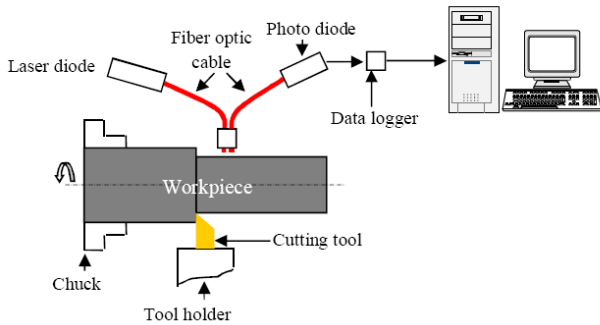 Photo diode
Fiber optic
cable
Laser diode
Data logger
Workpiece
Cutting tool
Chuck
Tool holder